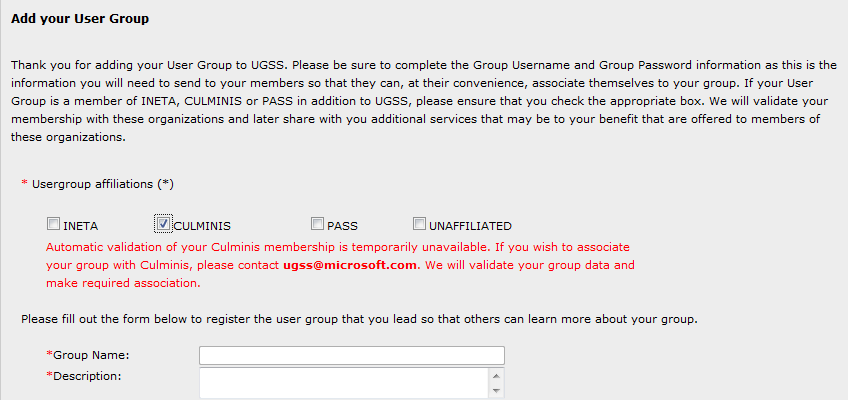 Add your User Group
Thank you for adding your User Group to UGSS. Please be sure to complete the Group Username and Group Password information as this is the
information you will need to send to your members so that they can, at their convenience, associate themselves to your group. If your User
Group is a member of INETA, CULMINIS or PASS in addition to UGSS, please ensure that you check the appropriate box. We will validate your
membership with these organizations and later share with you additional services that may be to your benefit that are offered to members of
these organizations.
* Usergroup affiliations (*)
INETA CULMINIS PASS UNAFFILIATED
Automatic validation of your Culminis membership is temporarily unavailable. If you wish to associate
your group with Culminis, please contact ugss@microsoft.com. We will validate your group data and
make required association.
Please fill out the form below to register the user group that you lead so that others can learn more about your group.
*Group Name:
*Description: